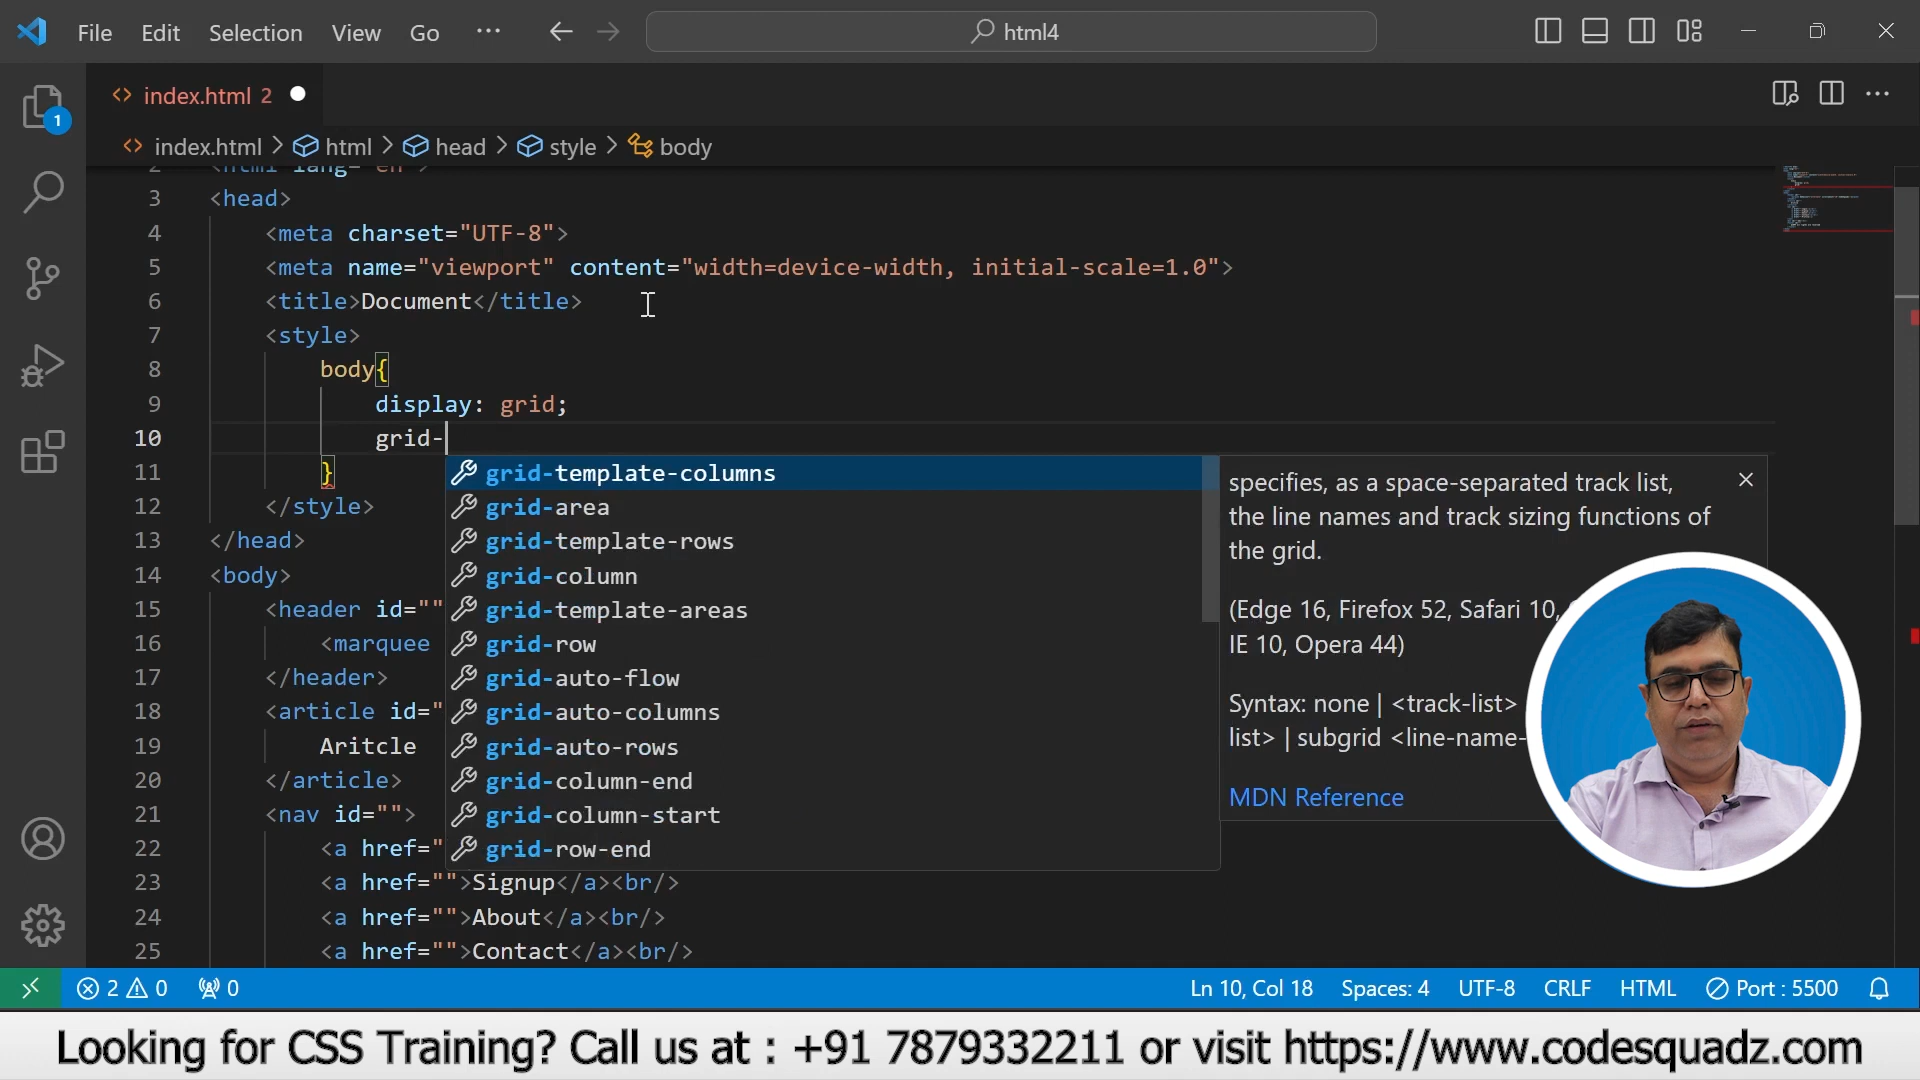 File Edit Selection View Go ··· html4
index.html 2
index.html > html > head > style > body
2 <html lang="en">
3 <head>
4 <meta charset="UTF-8">
5 <meta name="viewport" content="width=device-width, initial-scale=1.0">
6 <title>Document</title>
7 <style>
8 body{
9 display: grid;
10 grid-
11 }
12 </style>
13 </head>
14 <body>
15 <header id=""
16 <marquee
17 </header>
18 <article id="
19 Aritcle
20 </article>
21 <nav id="">
22 <a href="
23 <a href="">Signup</a><br/>
24 <a href="">About</a><br/>
25 <a href="">Contact</a><br/>
grid-template-columns
grid-area
grid-template-rows
grid-column
grid-template-areas
grid-row
grid-auto-flow
grid-auto-columns
grid-auto-rows
grid-column-end
grid-column-start
grid-row-end
specifies, as a space-separated track list,
the line names and track sizing functions of
the grid.
(Edge 16, Firefox 52, Safari 10,
IE 10, Opera 44)
Syntax: none | <track-list>
list> | subgrid <line-name-
MDN Reference
1
2 0 0 Ln 10, Col 18 Spaces: 4 UTF-8 CRLF HTML Port : 5500
Looking for CSS Training? Call us at : +91 7879332211 or visit https://www.codesquadz.com